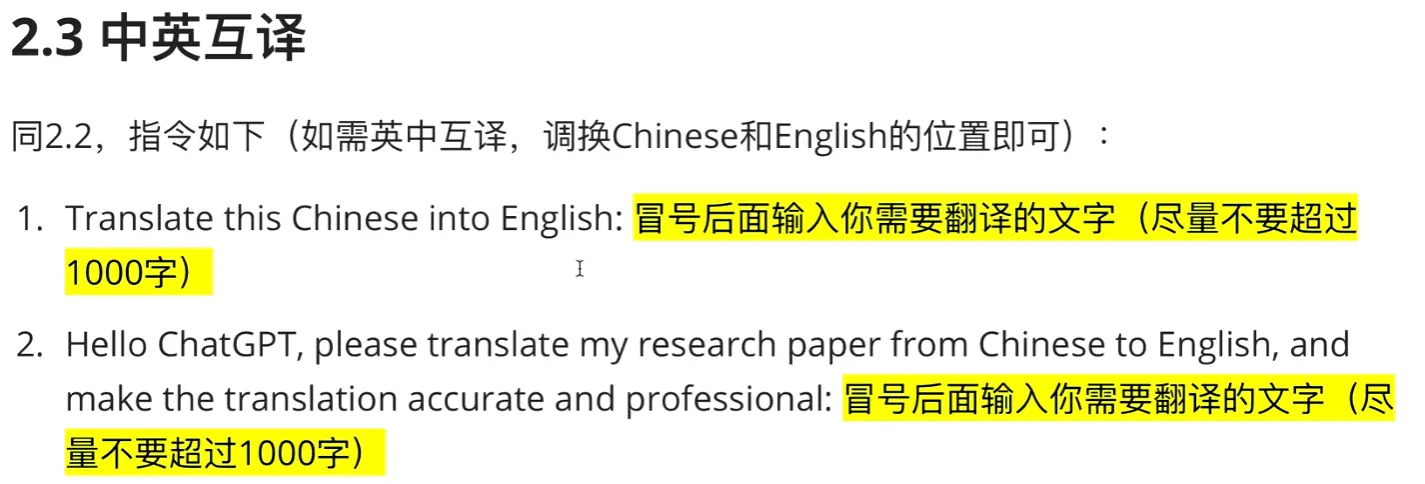 2.3 中英互译
同2.2，指令如下（如需英中互译，调换Chinese和English的位置即可）：
1. Translate this Chinese into English: 冒号后面输入你需要翻译的文字（尽量不要超过
1000字）
2. Hello ChatGPT, please translate my research paper from Chinese to English, and
make the translation accurate and professional: 冒号后面输入你需要翻译的文字（尽
量不要超过1000字）